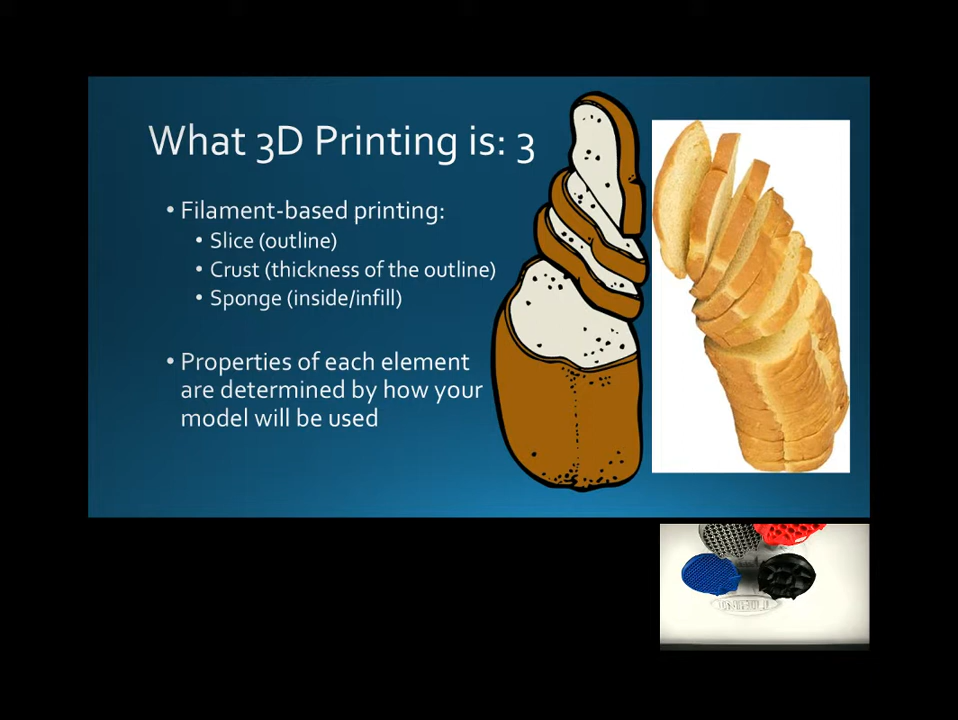 What 3D Printing is: 3
• Filament-based printing:
• Slice (outline)
• Crust (thickness of the outline)
• Sponge (inside/infill)
• Properties of each element
are determined by how your
model will be used